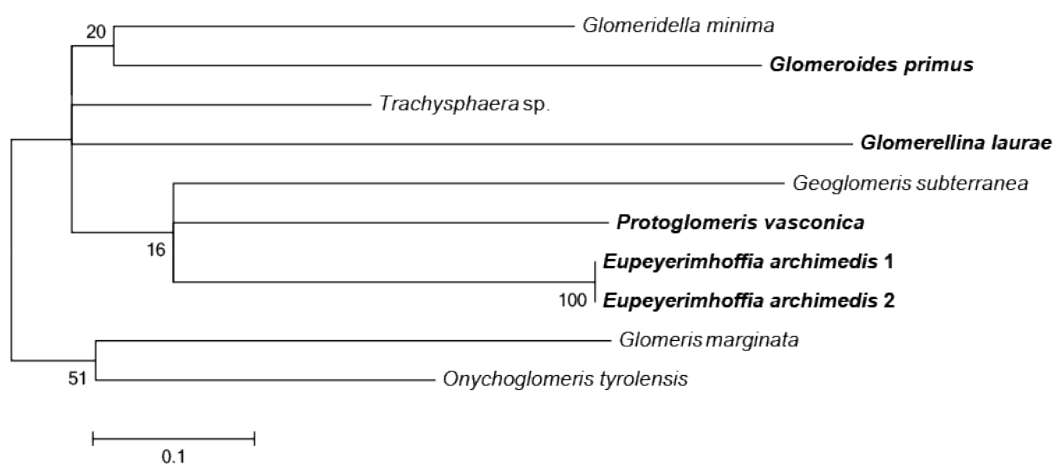 20
Glomeridella minima
Glomeroides primus
Trachysphaera sp.
Glomerellina laurae
Geoglomeris subterranea
Protoglomeris vasconica
16
Eupeyerimhoffia archimedis 1
100
Eupeyerimhoffia archimedis 2
Glomeris marginata
51
Onychoglomeris tyrolensis
0.1